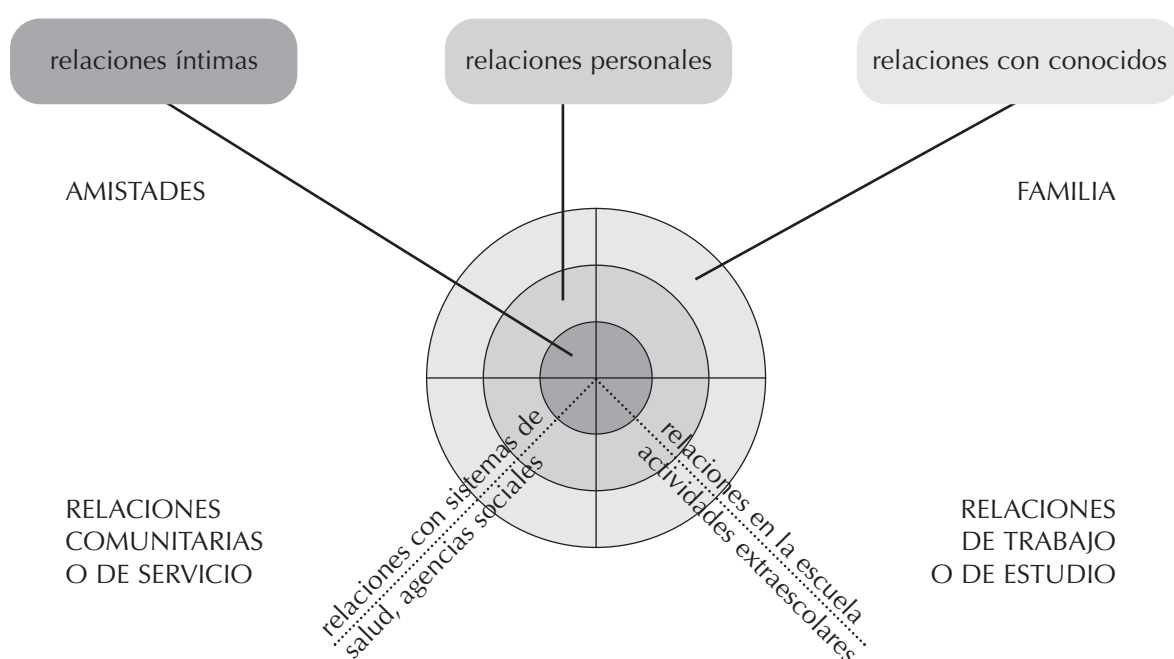 relaciones íntimas
relaciones personales
relaciones con conocidos
AMISTADES
FAMILIA
RELACIONES
COMUNITARIAS
O DE SERVICIO
relaciones con sistemas de
salud, agencias sociales
relaciones en la escuela
actividades extraescolares
RELACIONES
DE TRABAJO
O DE ESTUDIO